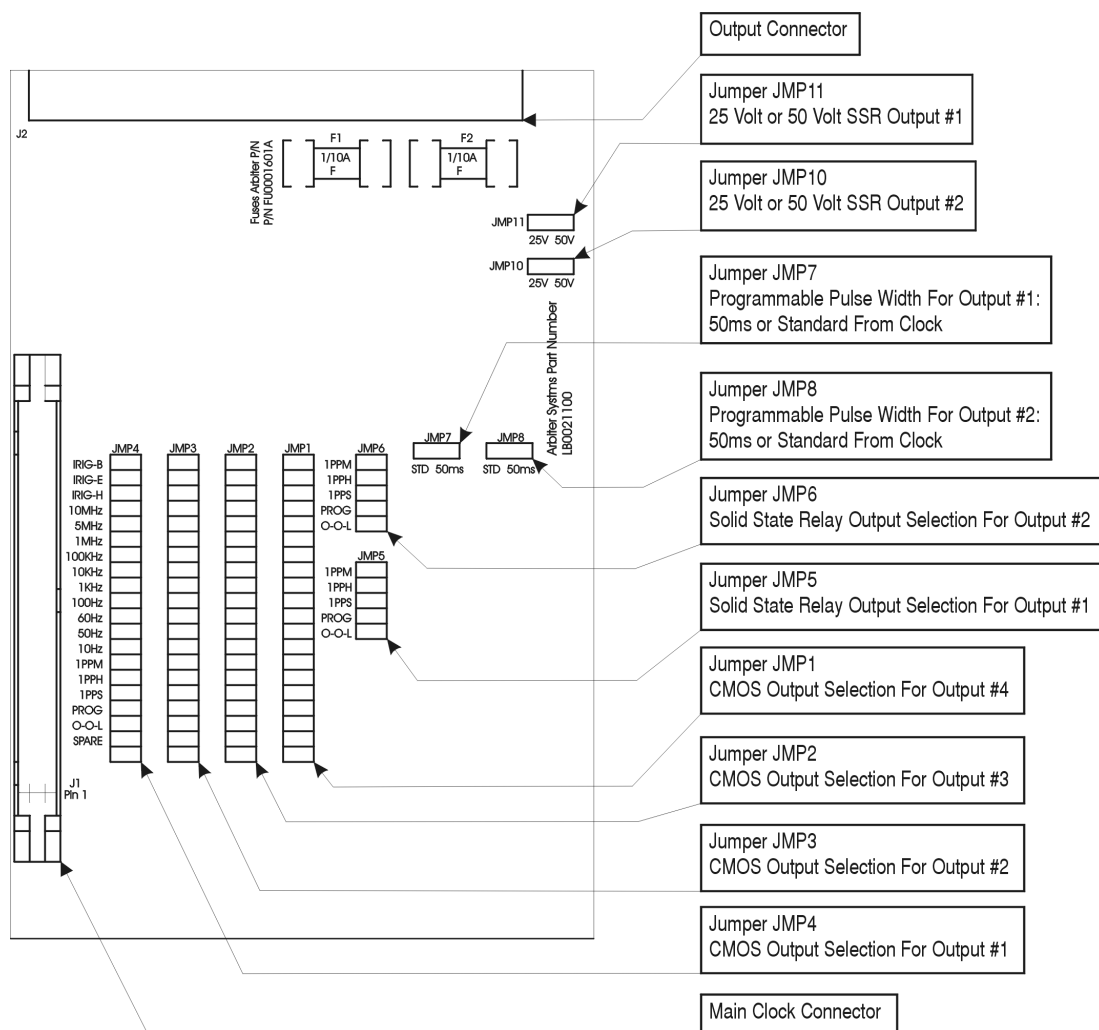 Output Connector
Jumper JMP11
25 Volt or 50 Volt SSR Output #1
Jumper JMP10
25 Volt or 50 Volt SSR Output #2
Jumper JMP7
Programmable Pulse Width For Output #1:
50ms or Standard From Clock
Jumper JMP8
Programmable Pulse Width For Output #2:
50ms or Standard From Clock
Jumper JMP6
Solid State Relay Output Selection For Output #2
Jumper JMP5
Solid State Relay Output Selection For Output #1
Jumper JMP1
CMOS Output Selection For Output #4
Jumper JMP2
CMOS Output Selection For Output #3
Jumper JMP3
CMOS Output Selection For Output #2
Jumper JMP4
CMOS Output Selection For Output #1
Main Clock Connector
J2
Fuses Arbiter P/N
P/N FU0001601A
F1
1/10A
F
F2
1/10A
F
JMP11
25V 50V
JMP10
25V 50V
Arbiter Systms Part Number
LB0021100
JMP7
STD 50ms
JMP8
STD 50ms
JMP4
JMP3
JMP2
JMP1
IRIG-B
IRIG-E
IRIG-H
10MHz
5MHz
1MHz
100KHz
10KHz
1KHz
100Hz
60Hz
50Hz
10Hz
1PPM
1PPH
1PPS
PROG
O-O-L
SPARE
JMP6
1PPM
1PPH
1PPS
PROG
O-O-L
JMP5
1PPM
1PPH
1PPS
PROG
O-O-L
J1
Pin 1